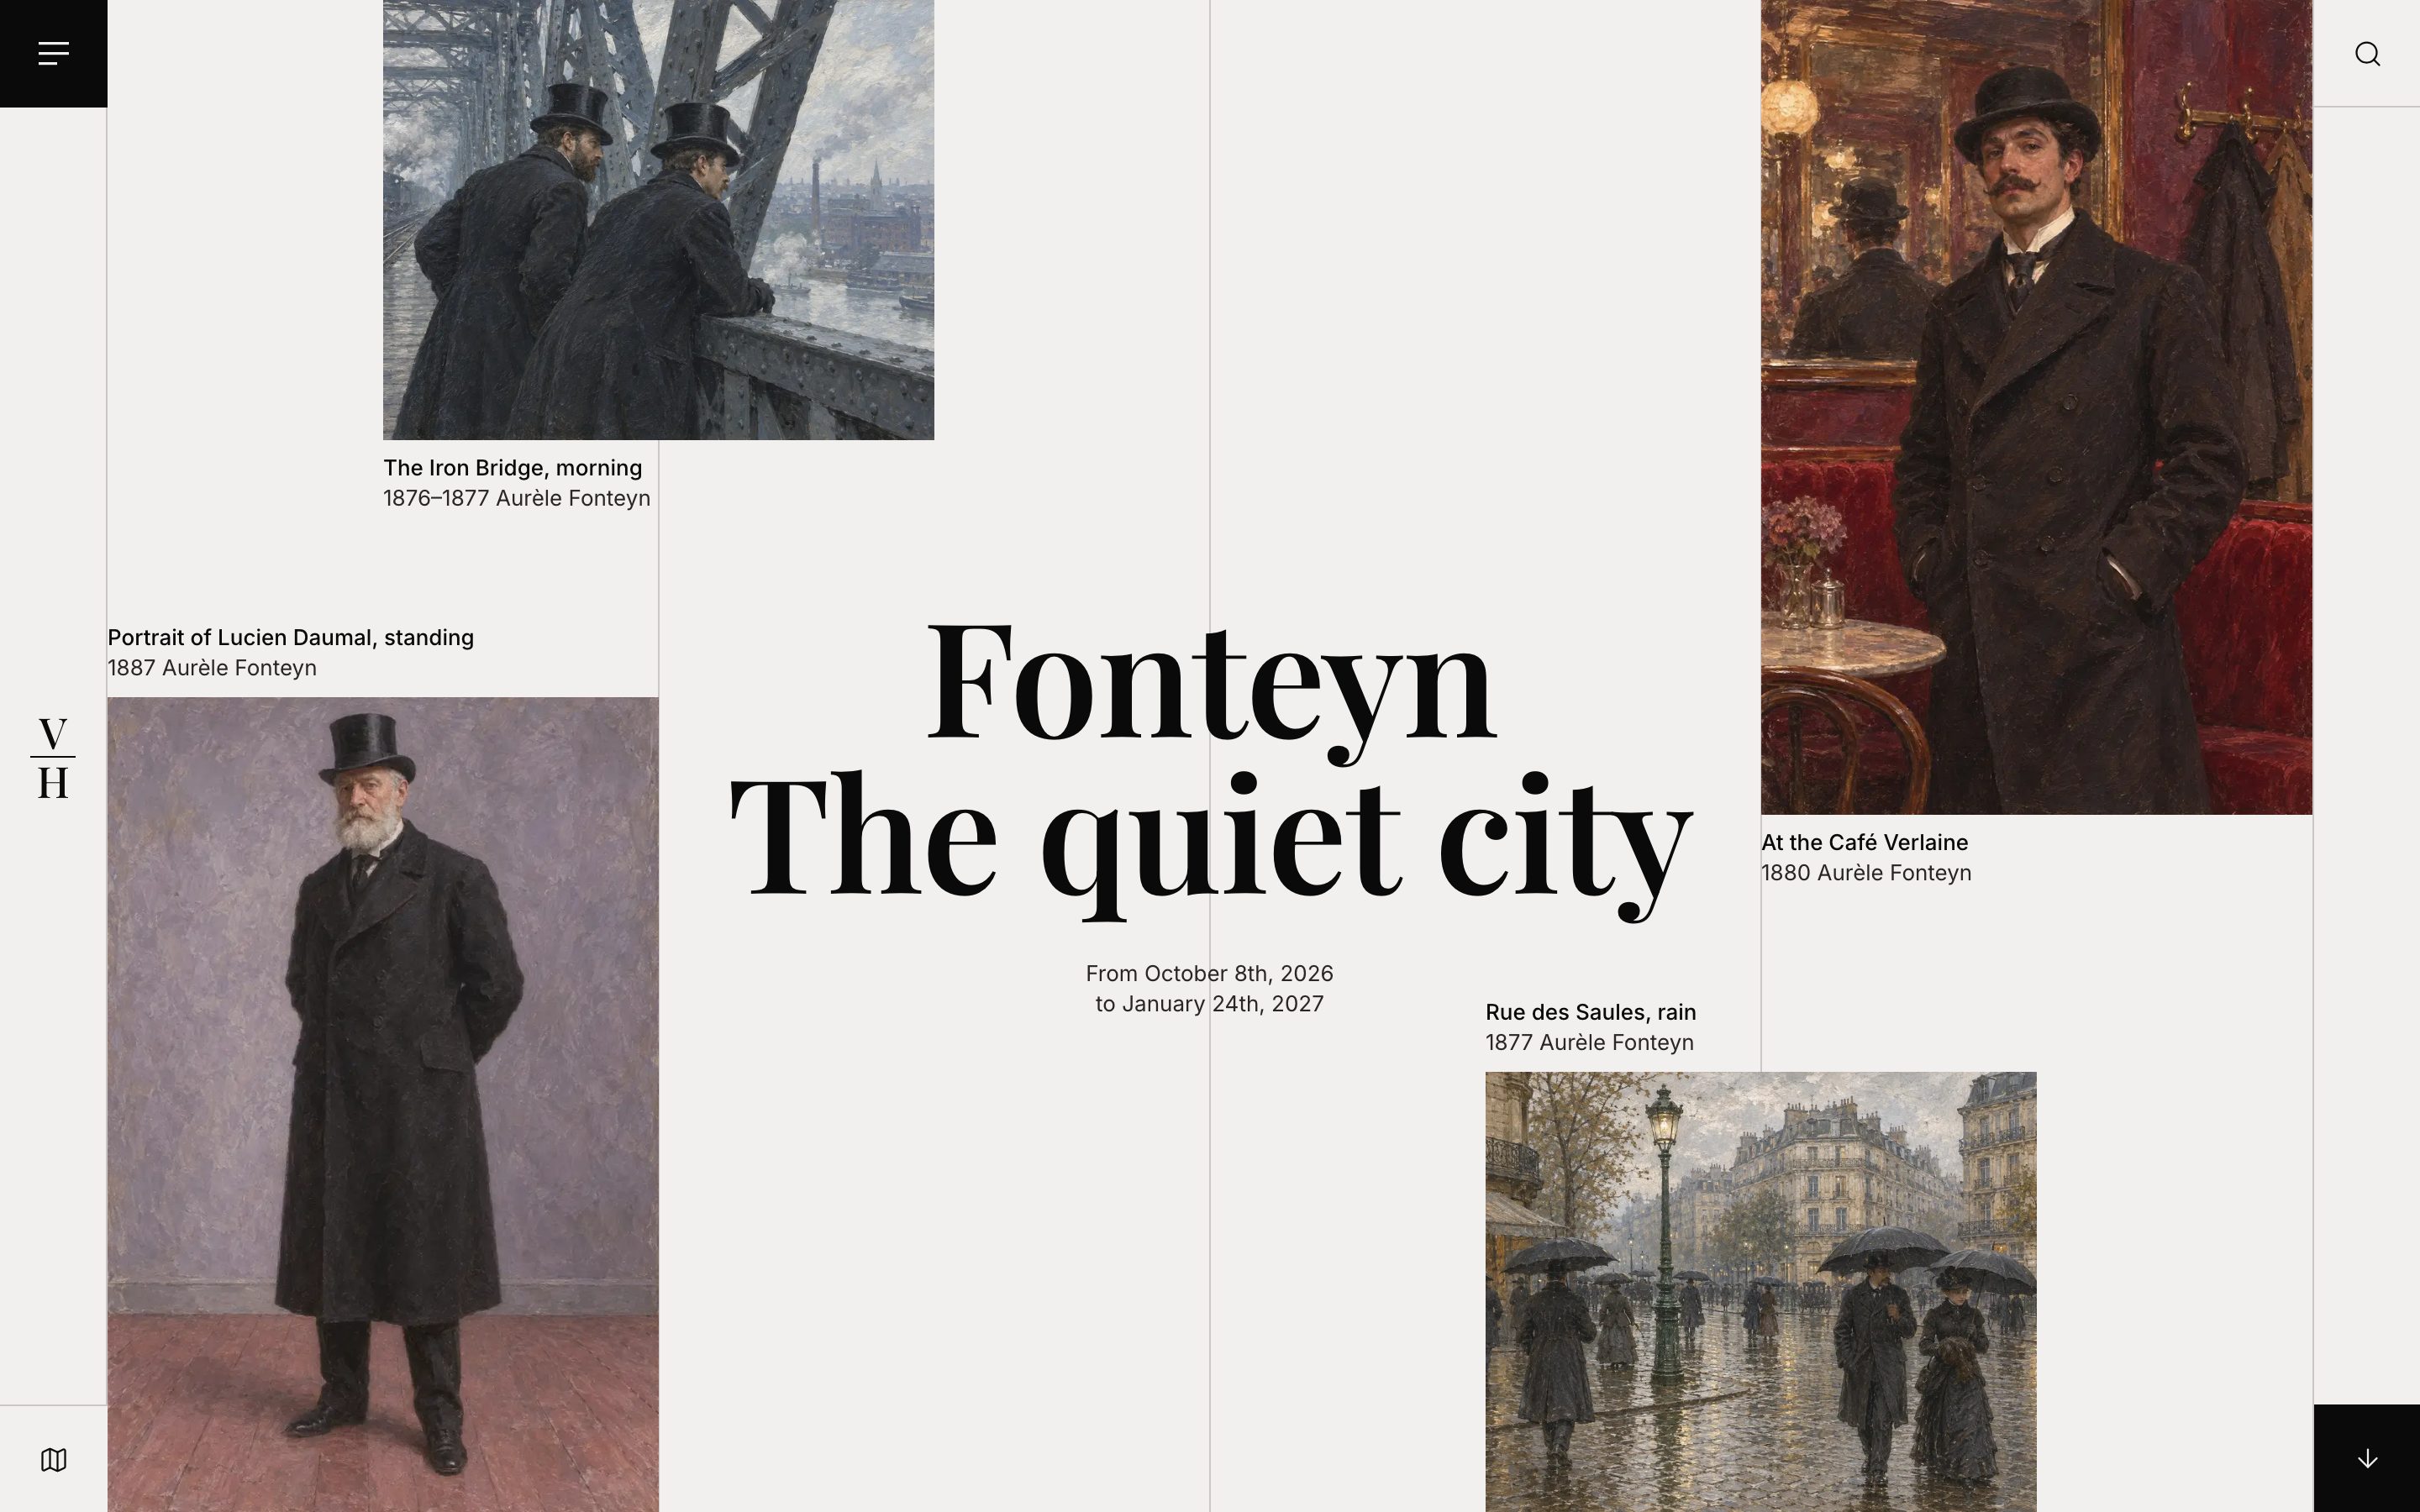 The Iron Bridge, morning
1876–1877 Aurèle Fonteyn
Portrait of Lucien Daumal, standing
1887 Aurèle Fonteyn
V
H
Fonteyn
The quiet city
From October 8th, 2026
to January 24th, 2027
At the Café Verlaine
1880 Aurèle Fonteyn
Rue des Saules, rain
1877 Aurèle Fonteyn